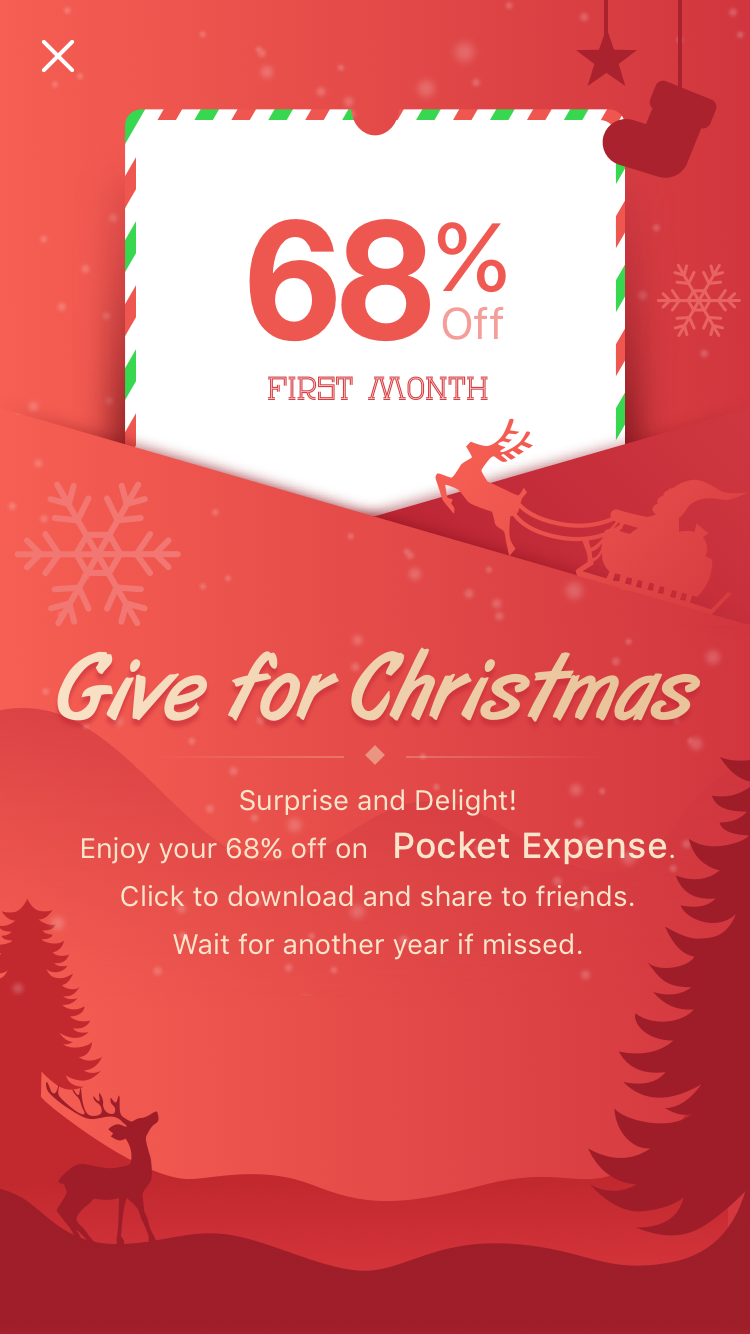 68%
Off
FIRST MONTH
Give for Christmas
Surprise and Delight!
Enjoy your 68% off on Pocket Expense.
Click to download and share to friends.
Wait for another year if missed.